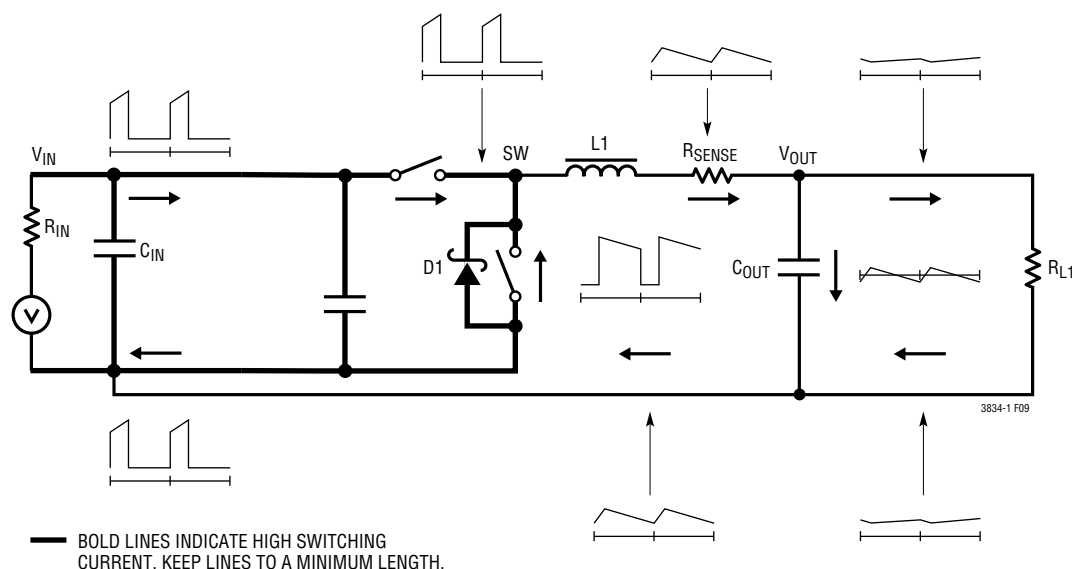 SW
L1
RSENSE
VOUT
VIN
RIN
CIN
D1
COUT
RL1
V
3834-1 F09
BOLD LINES INDICATE HIGH SWITCHING
CURRENT. KEEP LINES TO A MINIMUM LENGTH.